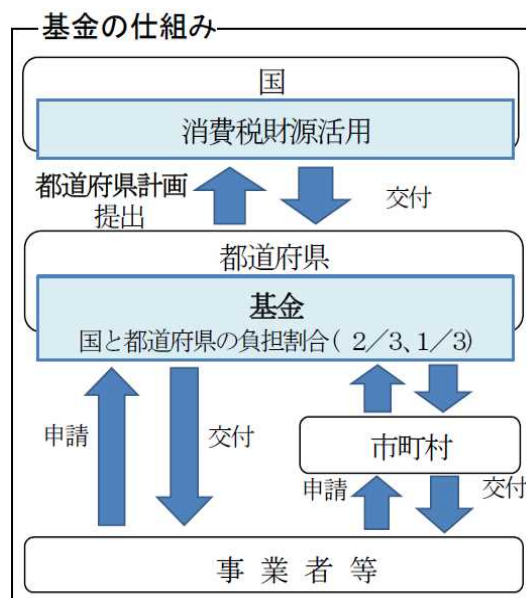 基金の仕組み
国
消費税財源活用
都道府県計画
提出
交付
都道府県
基金
国と都道府県の負担割合( 2／3、1／3)
申請
交付
市町村
申請
交付
事 業 者 等